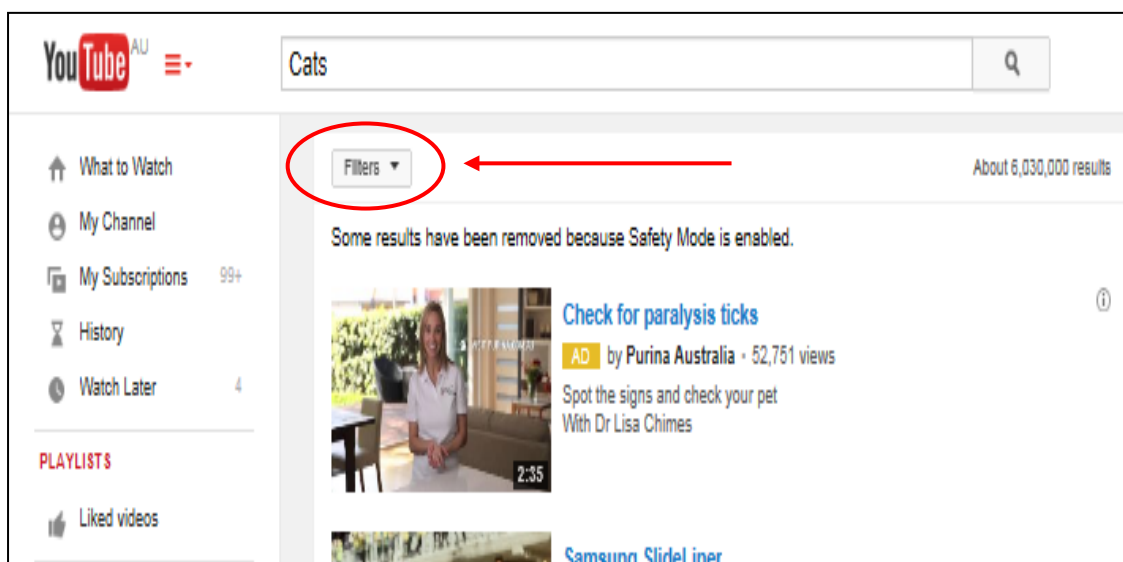 YouTube AU
Cats
What to Watch
My Channel
My Subscriptions 99+
History
Watch Later 4
PLAYLISTS
Liked videos
Filters
About 6,030,000 results
Some results have been removed because Safety Mode is enabled.
2:35
Check for paralysis ticks
AD by Purina Australia · 52,751 views
Spot the signs and check your pet
With Dr Lisa Chimes
Samsung SlideLiner